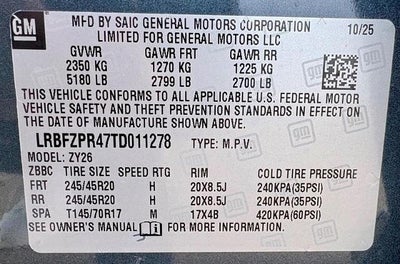 GM
MFD BY SAIC GENERAL MOTORS CORPORATION 10/25
LIMITED FOR GENERAL MOTORS LLC
GVWR GAWR FRT GAWR RR
2350 KG 1270 KG 1225 KG
5180 LB 2799 LB 2700 LB
THIS VEHICLE CONFORMS TO ALL APPLICABLE U.S. FEDERAL MOTOR
VEHICLE SAFETY AND THEFT PREVENTION STANDARDS IN EFFECT ON
THE DATE OF MANUFACTURE SHOWN ABOVE.
LRBFZPR47TD011278 TYPE: M.P.V.
MODEL: ZY26
ZBBC TIRE SIZE SPEED RTG RIM COLD TIRE PRESSURE
FRT 245/45R20 H 20X8.5J 240KPA(35PSI)
RR 245/45R20 H 20X8.5J 240KPA(35PSI)
SPA T145/70R17 M 17X4B 420KPA(60PSI)
SEE OWNER'S MANUAL i FOR MORE INFORMATION.